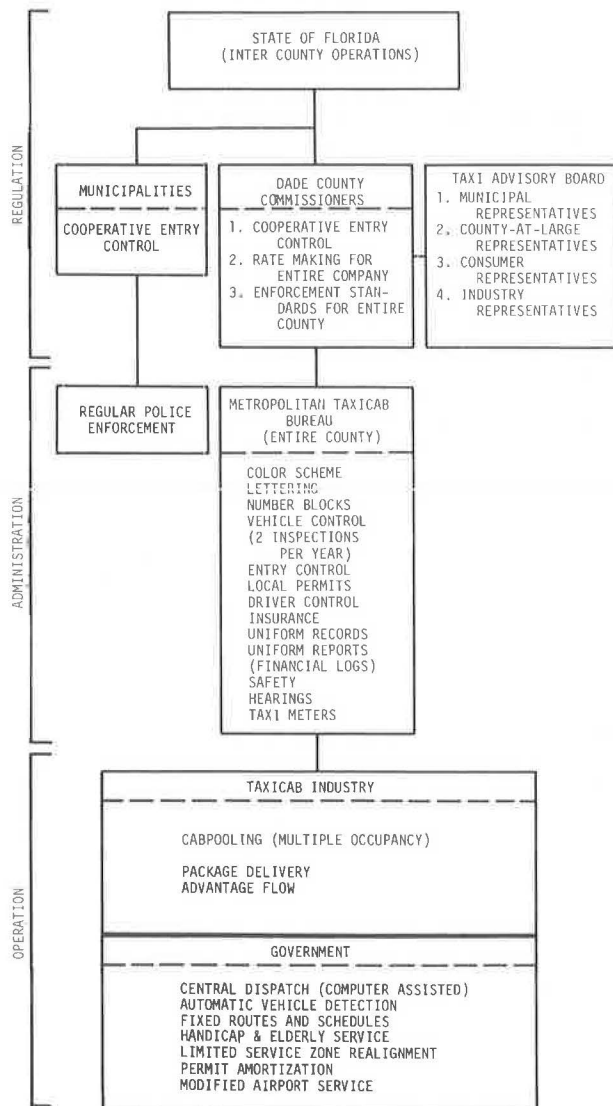 STATE OF FLORIDA
(INTER COUNTY OPERATIONS)
REGULATION
MUNICIPALITIES
COOPERATIVE ENTRY
CONTROL
DADE COUNTY
COMMISSIONERS
1. COOPERATIVE ENTRY
CONTROL
2. RATE MAKING FOR
ENTIRE COMPANY
3. ENFORCEMENT STAN-
DARDS FOR ENTIRE
COUNTY
TAXI ADVISORY BOARD
1. MUNICIPAL
REPRESENTATIVES
2. COUNTY-AT-LARGE
REPRESENTATIVES
3. CONSUMER
REPRESENTATIVES
4. INDUSTRY
REPRESENTATIVES
ADMINISTRATION
REGULAR POLICE
ENFORCEMENT
METROPOLITAN TAXICAB
BUREAU
(ENTIRE COUNTY)
COLOR SCHEME
LETTERING
NUMBER BLOCKS
VEHICLE CONTROL
(2 INSPECTIONS
PER YEAR)
ENTRY CONTROL
LOCAL PERMITS
DRIVER CONTROL
INSURANCE
UNIFORM RECORDS
UNIFORM REPORTS
(FINANCIAL LOGS)
SAFETY
HEARINGS
TAXI METERS
OPERATION
TAXICAB INDUSTRY
CABPOOLING (MULTIPLE OCCUPANCY)
PACKAGE DELIVERY
ADVANTAGE FLOW
GOVERNMENT
CENTRAL DISPATCH (COMPUTER ASSISTED)
AUTOMATIC VEHICLE DETECTION
FIXED ROUTES AND SCHEDULES
HANDICAP & ELDERLY SERVICE
LIMITED SERVICE ZONE REALIGNMENT
PERMIT AMORTIZATION
MODIFIED AIRPORT SERVICE